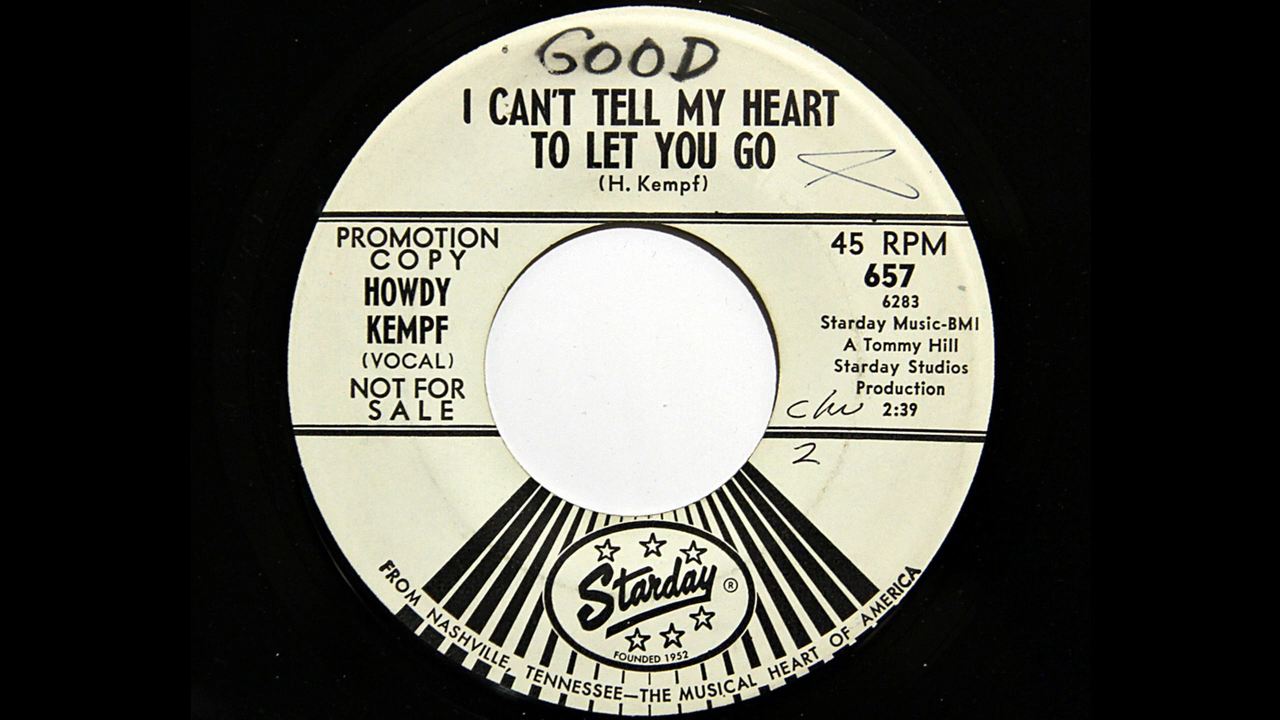 GOOD
I CAN'T TELL MY HEART
TO LET YOU GO
(H. Kempf)
PROMOTION
COPY
HOWDY
KEMPF
(VOCAL)
NOT FOR
SALE
45 RPM
657
6283
Starday Music-BMI
A Tommy Hill
Starday Studios
Production
2:39
2
Starday ®
FOUNDED 1952
FROM NASHVILLE, TENNESSEE—THE MUSICAL HEART OF AMERICA